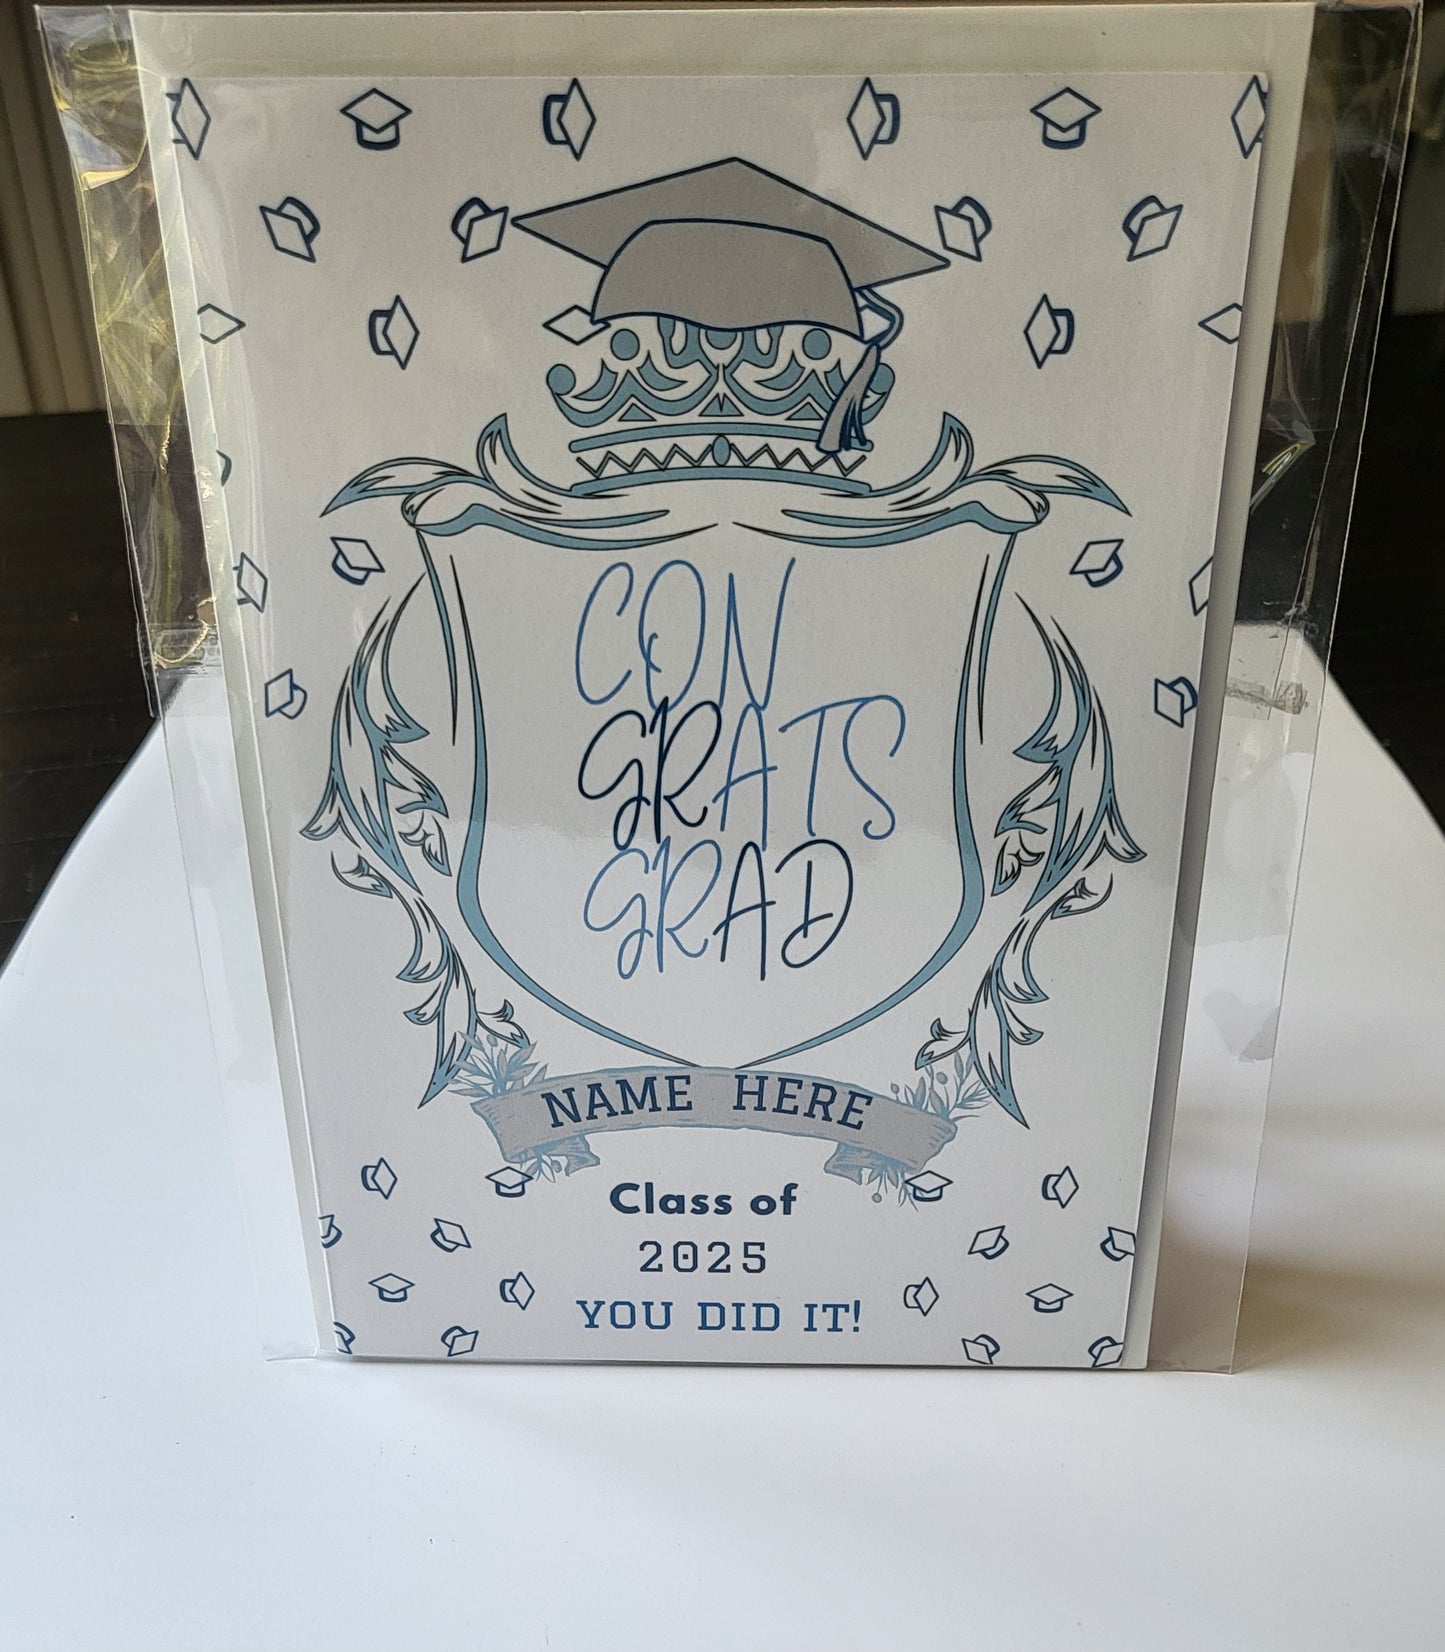 CON
GRATS
GRAD
NAME HERE
Class of
2025
YOU DID IT!